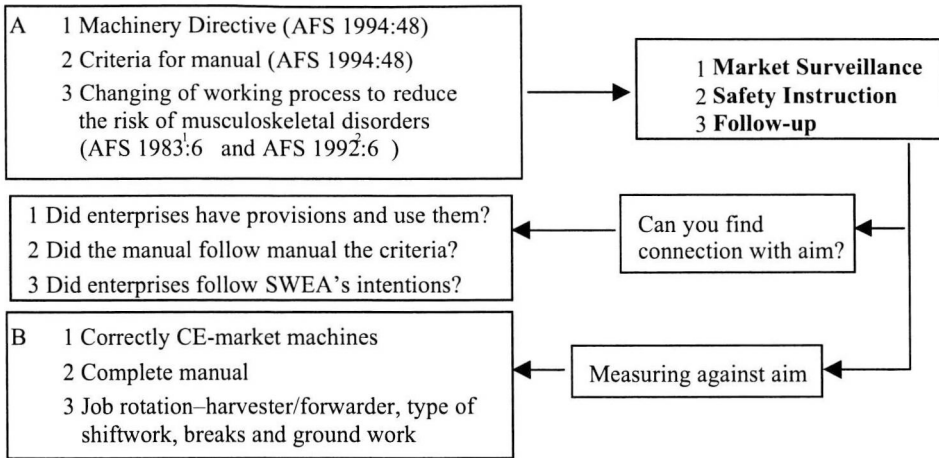 A 1 Machinery Directive (AFS 1994:48)
2 Criteria for manual (AFS 1994:48)
3 Changing of working process to reduce
the risk of musculoskeletal disorders
(AFS 1983¹:6 and AFS 1992²:6 )
1 Market Surveillance
2 Safety Instruction
3 Follow-up
1 Did enterprises have provisions and use them?
2 Did the manual follow manual the criteria?
3 Did enterprises follow SWEA's intentions?
Can you find
connection with aim?
B 1 Correctly CE-market machines
2 Complete manual
3 Job rotation–harvester/forwarder, type of
shiftwork, breaks and ground work
Measuring against aim